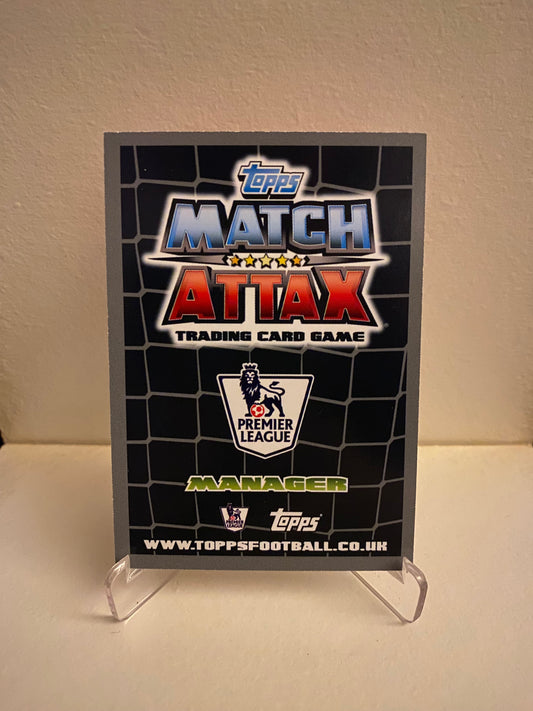 topps
MATCH
ATTAX
TRADING CARD GAME
PREMIER
LEAGUE
MANAGER
topps
WWW.TOPPSFOOTBALL.CO.UK